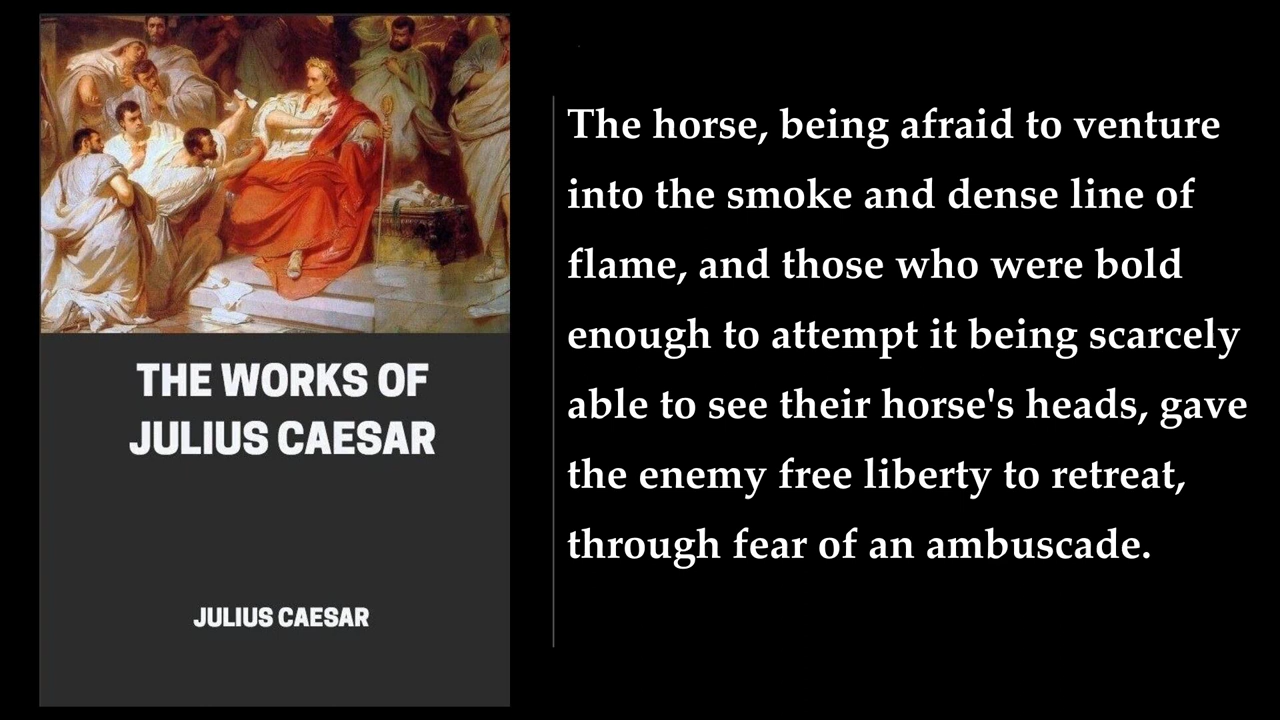 THE WORKS OF
JULIUS CAESAR
JULIUS CAESAR
The horse, being afraid to venture
into the smoke and dense line of
flame, and those who were bold
enough to attempt it being scarcely
able to see their horse's heads, gave
the enemy free liberty to retreat,
through fear of an ambuscade.